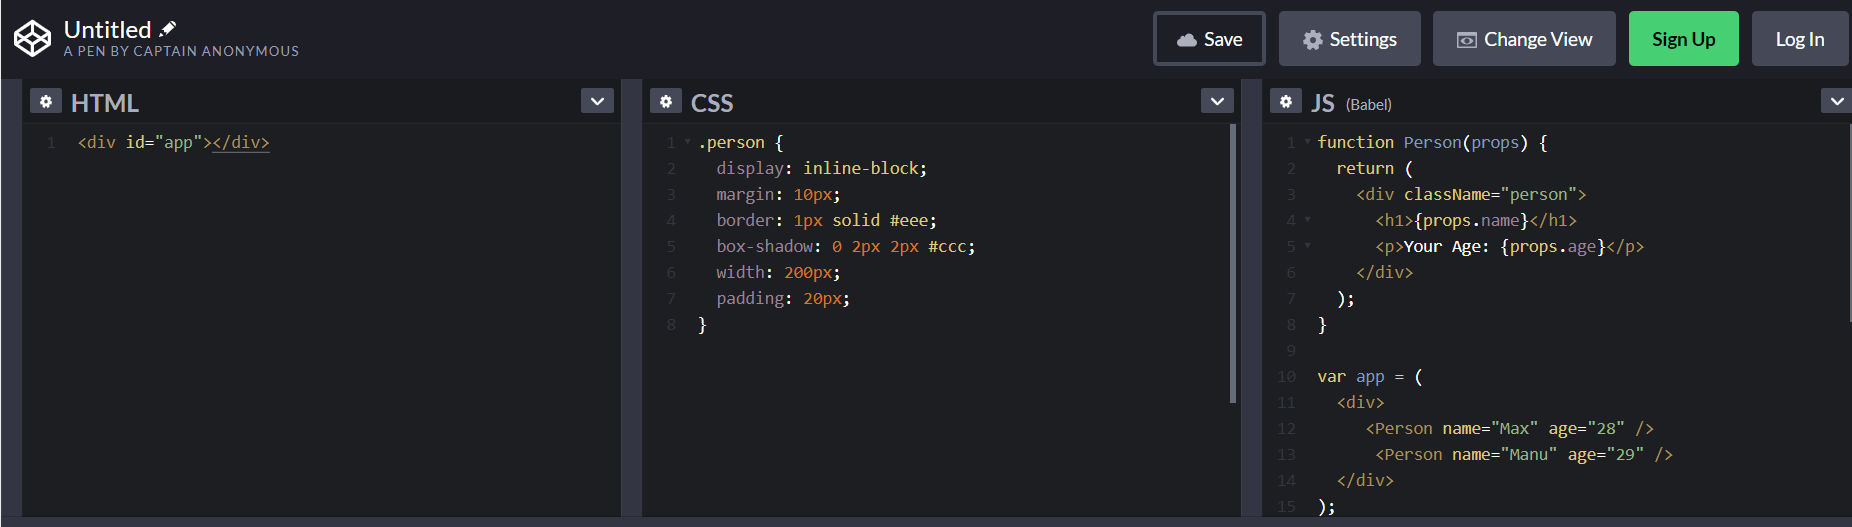 Untitled
A PEN BY CAPTAIN ANONYMOUS
Save
Settings
Change View
Sign Up
Log In
HTML
1 <div id="app"></div>
CSS
1 .person {
2   display: inline-block;
3   margin: 10px;
4   border: 1px solid #eee;
5   box-shadow: 0 2px 2px #ccc;
6   width: 200px;
7   padding: 20px;
8 }
JS (Babel)
1 function Person(props) {
2   return (
3     <div className="person">
4       <h1>{props.name}</h1>
5       <p>Your Age: {props.age}</p>
6     </div>
7   );
8 }
9
10 var app = (
11   <div>
12      <Person name="Max" age="28" />
13       <Person name="Manu" age="29" />
14   </div>
15 );